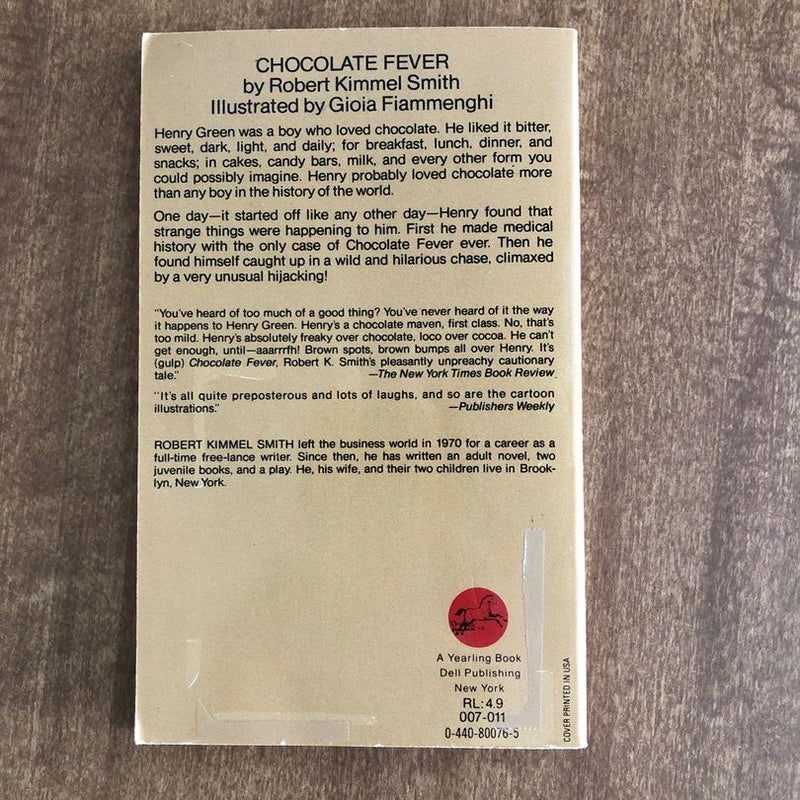 CHOCOLATE FEVER
by Robert Kimmel Smith
Illustrated by Gioia Fiammenghi
Henry Green was a boy who loved chocolate. He liked it bitter,
sweet, dark, light, and daily; for breakfast, lunch, dinner, and
snacks; in cakes, candy bars, milk, and every other form you
could possibly imagine. Henry probably loved chocolate more
than any boy in the history of the world.
One day—it started off like any other day—Henry found that
strange things were happening to him. First he made medical
history with the only case of Chocolate Fever ever. Then he
found himself caught up in a wild and hilarious chase, climaxed
by a very unusual hijacking!
"You've heard of too much of a good thing? You've never heard of it the way
it happens to Henry Green. Henry's a chocolate maven, first class. No, that's
too mild. Henry's absolutely freaky over chocolate, loco over cocoa. He can't
get enough, until—aaarrrfh! Brown spots, brown bumps all over Henry. It's
(gulp) Chocolate Fever, Robert K. Smith's pleasantly unpreachy cautionary
tale." —The New York Times Book Review
"It's all quite preposterous and lots of laughs, and so are the cartoon
illustrations." —Publishers Weekly
ROBERT KIMMEL SMITH left the business world in 1970 for a career as a
full-time free-lance writer. Since then, he has written an adult novel, two
juvenile books, and a play. He, his wife, and their two children live in Brook-
lyn, New York.
A Yearling Book
Dell Publishing
New York
RL: 4.9
007-011
0-440-80076-5
COVER PRINTED IN USA